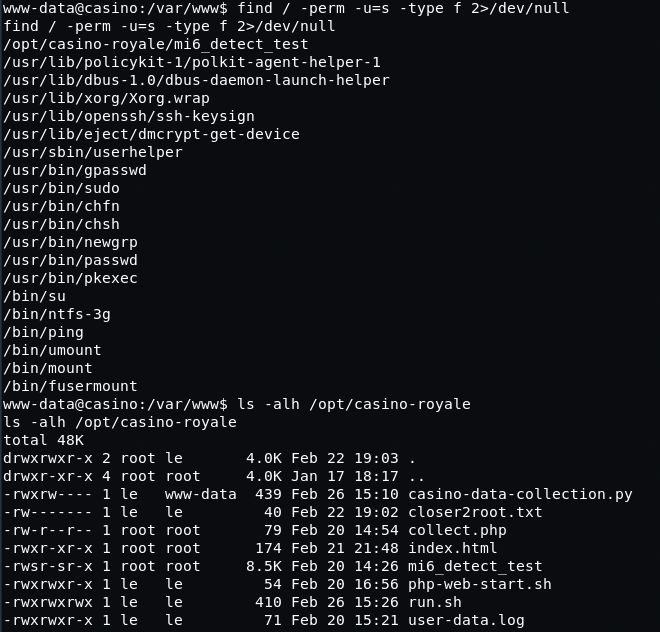 www-data@casino:/var/www$ find / -perm -u=s -type f 2>/dev/null
find / -perm -u=s -type f 2>/dev/null
/opt/casino-royale/mi6_detect_test
/usr/lib/policykit-1/polkit-agent-helper-1
/usr/lib/dbus-1.0/dbus-daemon-launch-helper
/usr/lib/xorg/Xorg.wrap
/usr/lib/openssh/ssh-keysign
/usr/lib/eject/dmcrypt-get-device
/usr/sbin/userhelper
/usr/bin/gpasswd
/usr/bin/sudo
/usr/bin/chfn
/usr/bin/chsh
/usr/bin/newgrp
/usr/bin/passwd
/usr/bin/pkexec
/bin/su
/bin/ntfs-3g
/bin/ping
/bin/umount
/bin/mount
/bin/fusermount
www-data@casino:/var/www$ ls -alh /opt/casino-royale
ls -alh /opt/casino-royale
total 48K
drwxrwxr-x 2 root le       4.0K Feb 22 19:03 .
drwxr-xr-x 4 root root     4.0K Jan 17 18:17 ..
-rwxrw---- 1 le   www-data  439 Feb 26 15:10 casino-data-collection.py
-rw------- 1 le   le         40 Feb 22 19:02 closer2root.txt
-rw-r--r-- 1 root root       79 Feb 20 14:54 collect.php
-rwxr-xr-x 1 root root      174 Feb 21 21:48 index.html
-rwsr-sr-x 1 root root     8.5K Feb 20 14:26 mi6_detect_test
-rwxrwxr-x 1 le   le         54 Feb 20 16:56 php-web-start.sh
-rwxrwxrwx 1 le   le        410 Feb 26 15:26 run.sh
-rwxrwxr-x 1 le   le         71 Feb 20 15:21 user-data.log